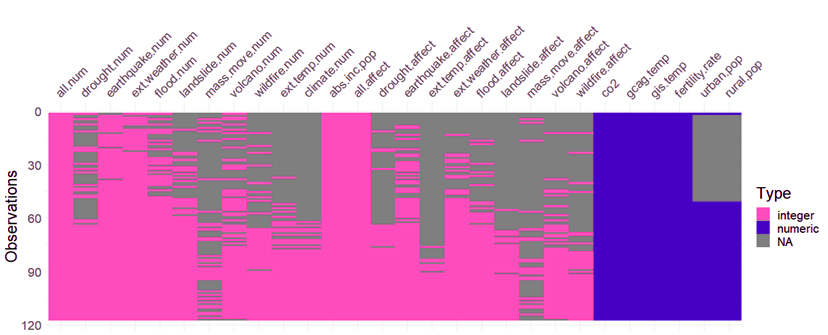 all.num
drought.num
earthquake.num
ext.weather.num
flood.num
landslide.num
mass.move.num
volcano.num
wildfire.num
ext.temp.num
climate.num
abs.inc.pop
all.affect
drought.affect
earthquake.affect
ext.temp.affect
ext.weather.affect
flood.affect
landslide.affect
mass.move.affect
volcano.affect
wildfire.affect
co2
gcag.temp
gis.temp
fertility.rate
urban.pop
rural.pop
0
30
60
90
120
Observations
Type
integer
numeric
NA